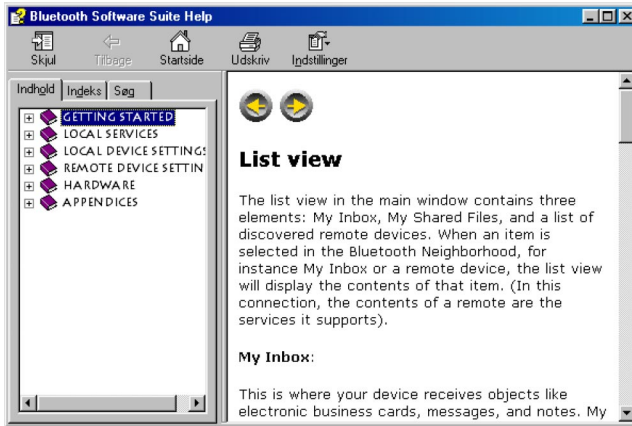 Bluetooth Software Suite Help
Skjul Tilbage Startside Udskriv Indstillinger
Indhold Indeks Søg
GETTING STARTED
LOCAL SERVICES
LOCAL DEVICE SETTINGS
REMOTE DEVICE SETTIN
HARDWARE
APPENDICES
List view
The list view in the main window contains three
elements: My Inbox, My Shared Files, and a list of
discovered remote devices. When an item is
selected in the Bluetooth Neighborhood, for
instance My Inbox or a remote device, the list view
will display the contents of that item. (In this
connection, the contents of a remote are the
services it supports).
My Inbox:
This is where your device receives objects like
electronic business cards, messages, and notes. My